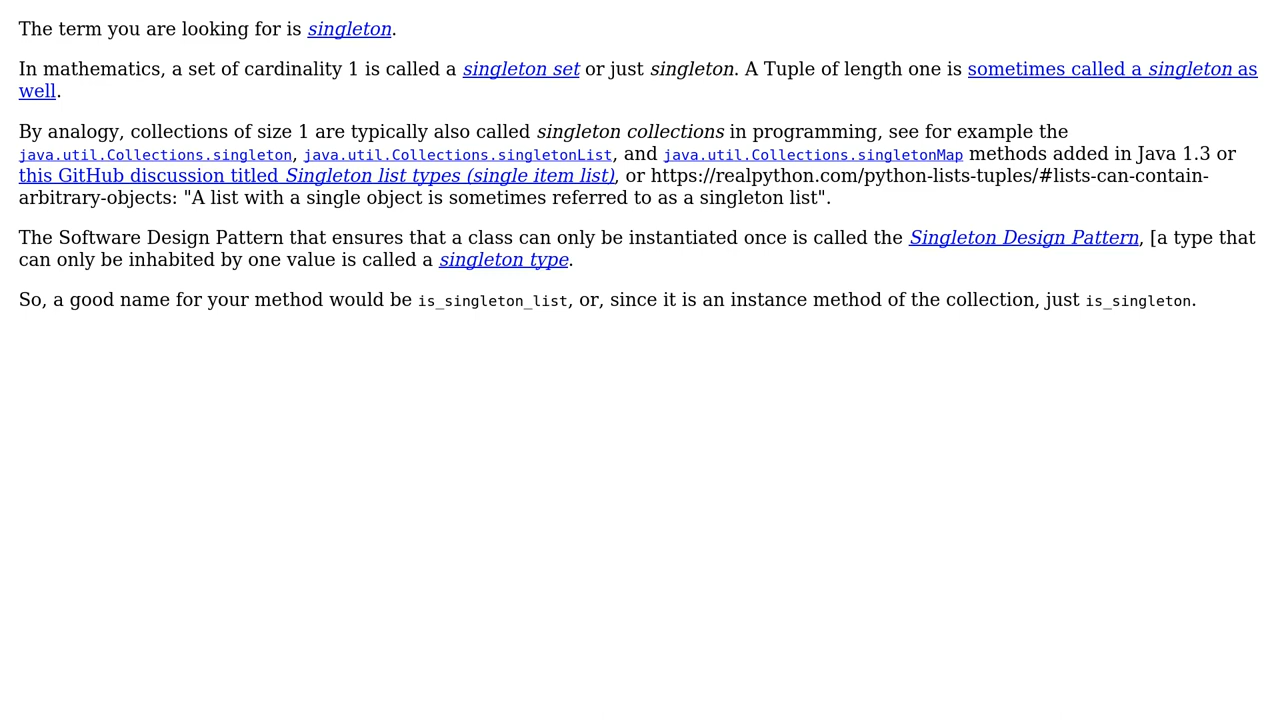 The term you are looking for is singleton.
In mathematics, a set of cardinality 1 is called a singleton set or just singleton. A Tuple of length one is sometimes called a singleton as
well.
By analogy, collections of size 1 are typically also called singleton collections in programming, see for example the
java.util.Collections.singleton, java.util.Collections.singletonList, and java.util.Collections.singletonMap methods added in Java 1.3 or
this GitHub discussion titled Singleton list types (single item list), or https://realpython.com/python-lists-tuples/#lists-can-contain-
arbitrary-objects: "A list with a single object is sometimes referred to as a singleton list".
The Software Design Pattern that ensures that a class can only be instantiated once is called the Singleton Design Pattern, [a type that
can only be inhabited by one value is called a singleton type.
So, a good name for your method would be is_singleton_list, or, since it is an instance method of the collection, just is_singleton.